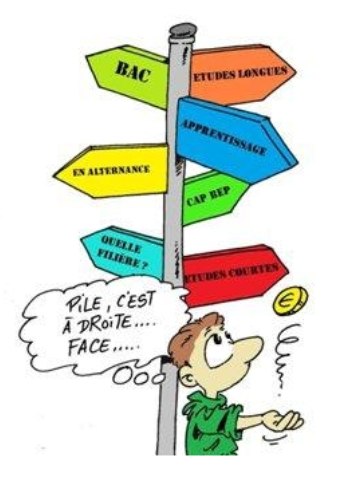 BAC
ETUDES LONGUES
APPRENTISSAGE
EN ALTERNANCE
CAP BEP
QUELLE
FILIÈRE ?
ETUDES COURTES
€
PiLE, C'EST
À DROiTE....
FACE.....